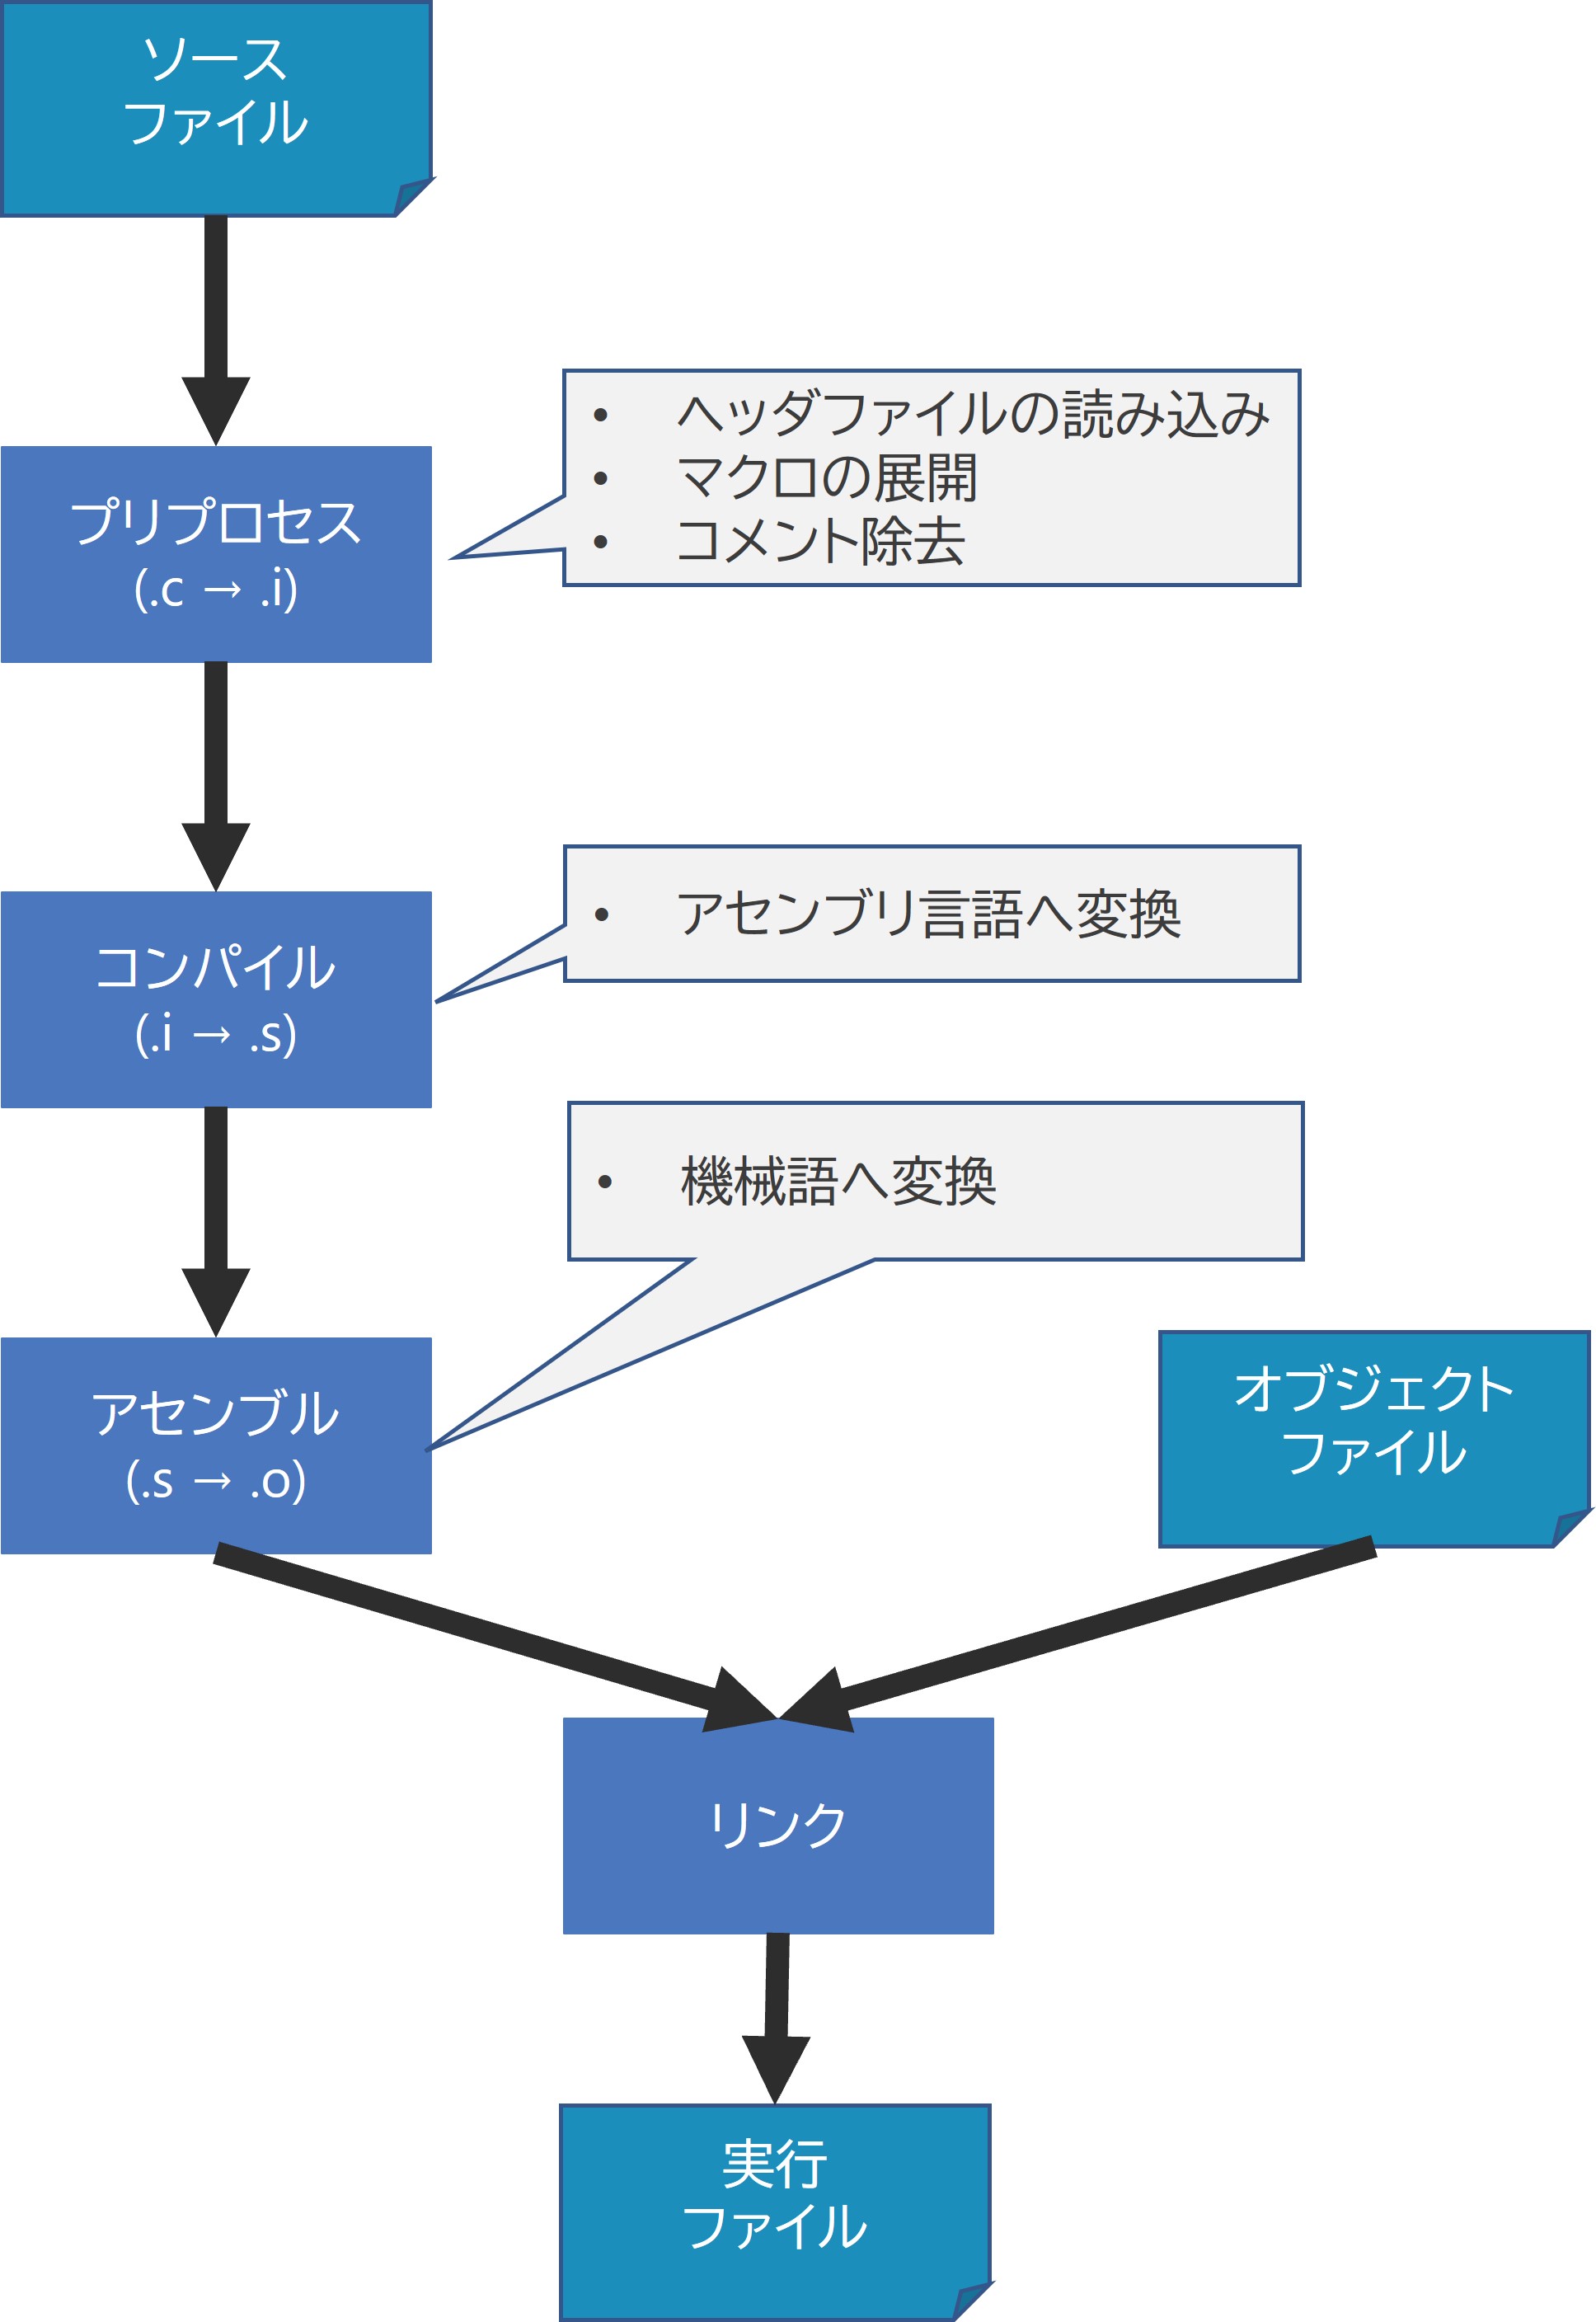 ソース
ファイル
• ヘッダファイルの読み込み
• マクロの展開
• コメント除去
プリプロセス
(.c → .i)
• アセンブリ言語へ変換
コンパイル
(.i → .s)
• 機械語へ変換
アセンブル
(.s → .o)
オブジェクト
ファイル
リンク
実行
ファイル